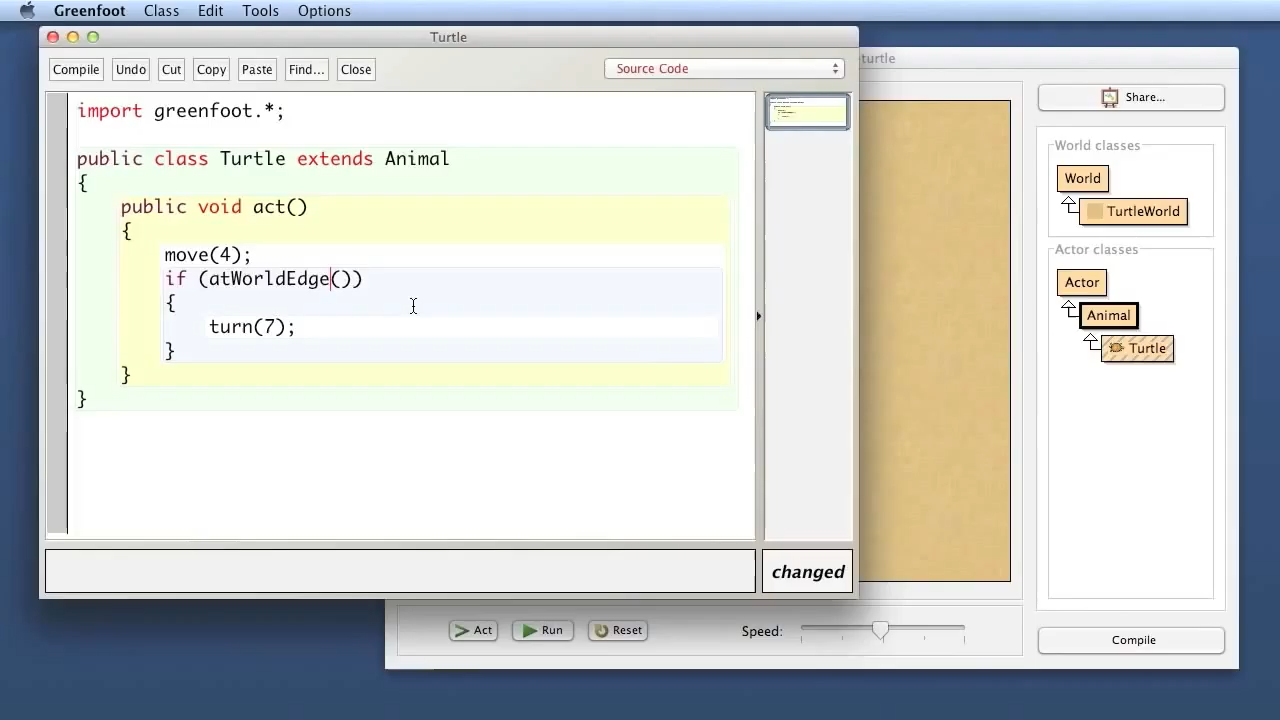 Greenfoot Class Edit Tools Options
Turtle
turtle
Compile Undo Cut Copy Paste Find... Close Source Code
Share...
import greenfoot.*;
public class Turtle extends Animal
{
public void act()
{
move(4);
if (atWorldEdge())
{
turn(7);
}
}
}
World classes
World
TurtleWorld
Actor classes
Actor
Animal
Turtle
changed
Act Run Reset Speed:
Compile